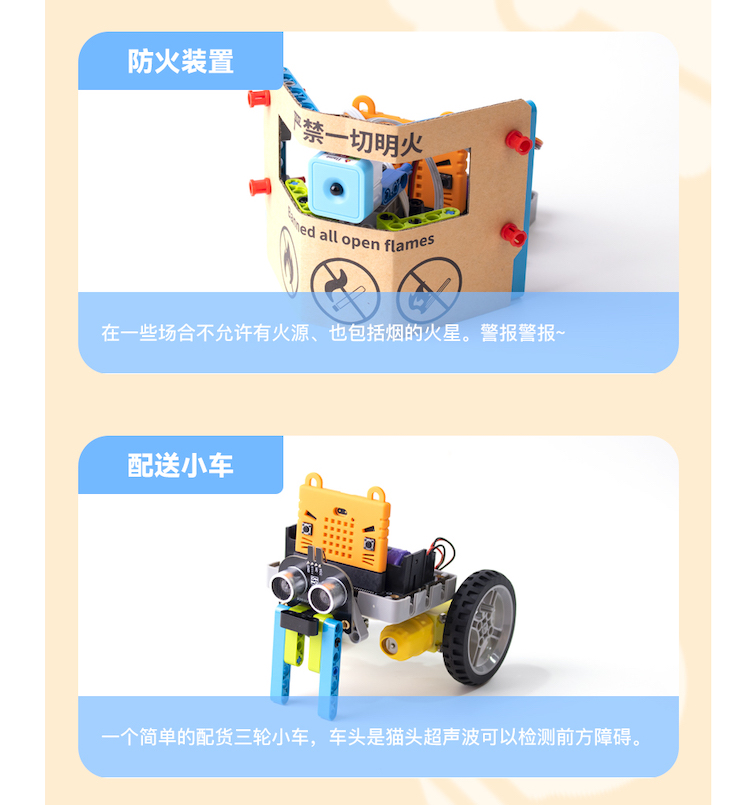 防火装置
严禁一切明火
all open flames
在一些场合不允许有火源、也包括烟的火星。警报警报~
配送小车
一个简单的配货三轮小车，车头是猫头超声波可以检测前方障碍。